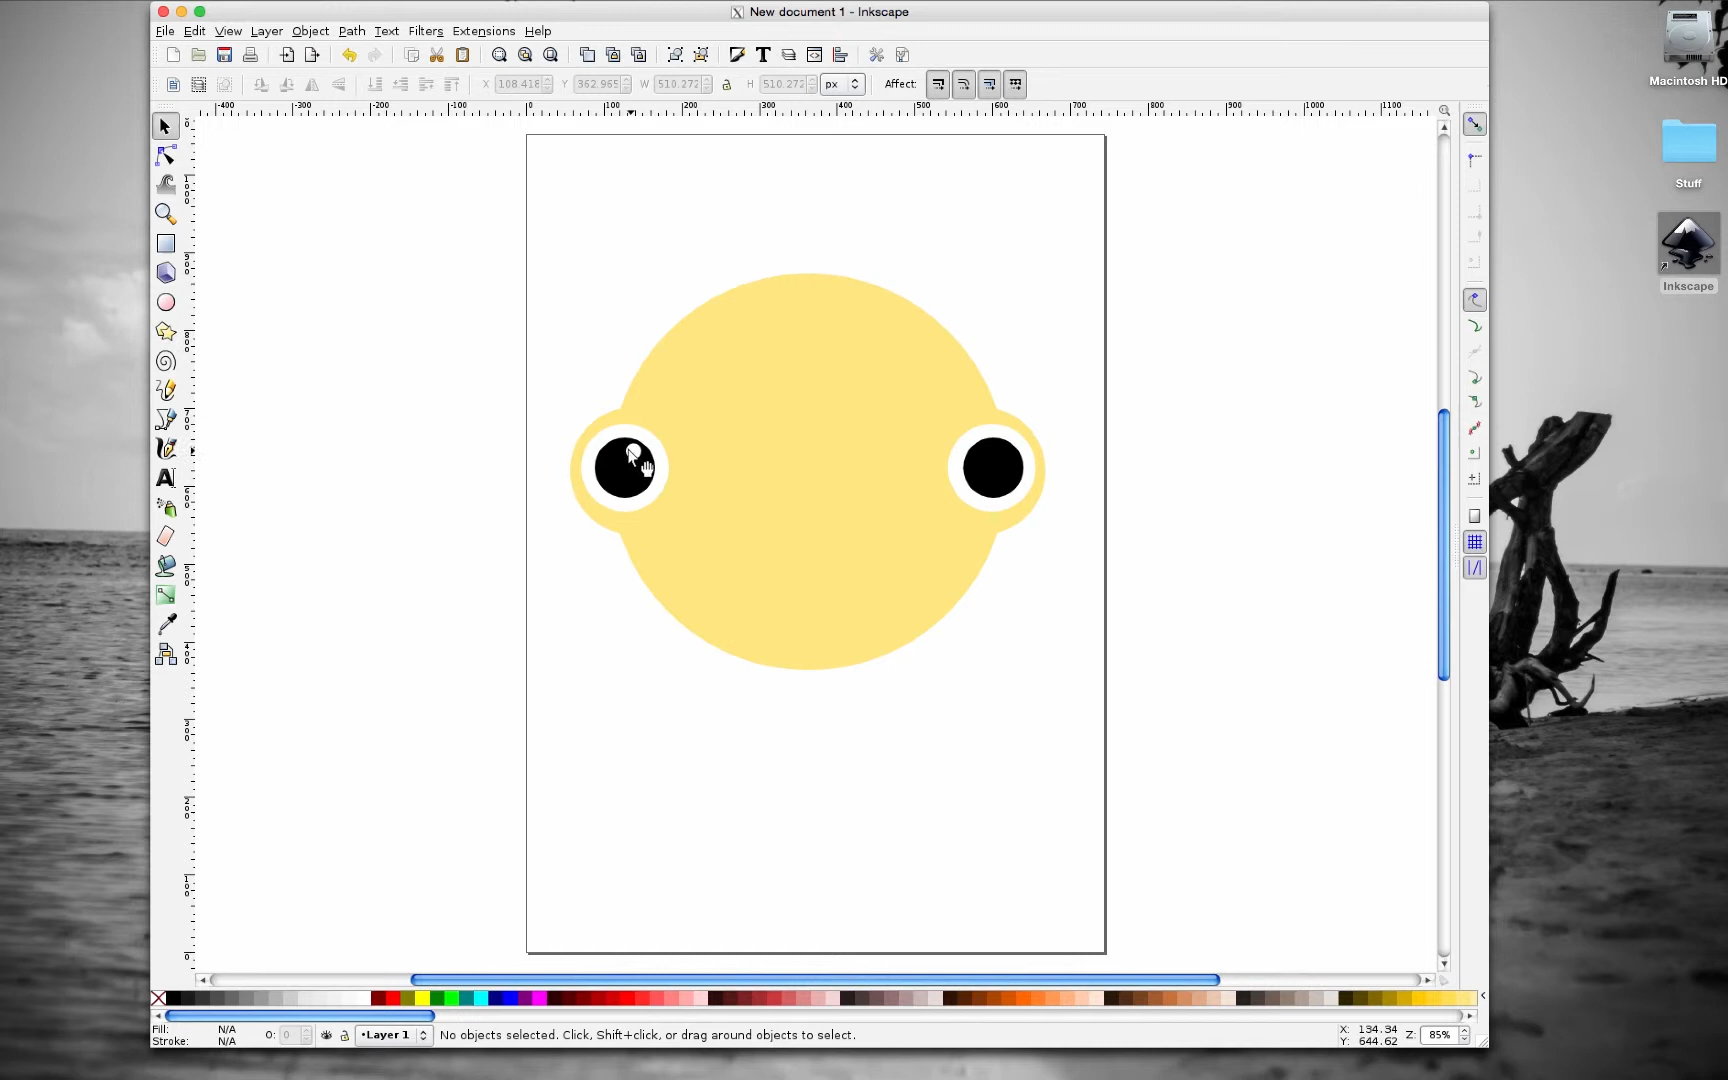 New document 1 - Inkscape
File Edit View Layer Object Path Text Filters Extensions Help
X 108.418 Y 362.965 W 510.272 H 510.272 px Affect:
-400 -300 -200 -100 0 100 200 300 400 500 600 700 800 900 1000 1100
Macintosh HD
Stuff
Inkscape
Fill: N/A
Stroke: N/A
O: 0
•Layer 1
No objects selected. Click, Shift+click, or drag around objects to select.
X: 134.34
Y: 644.62
Z: 85%